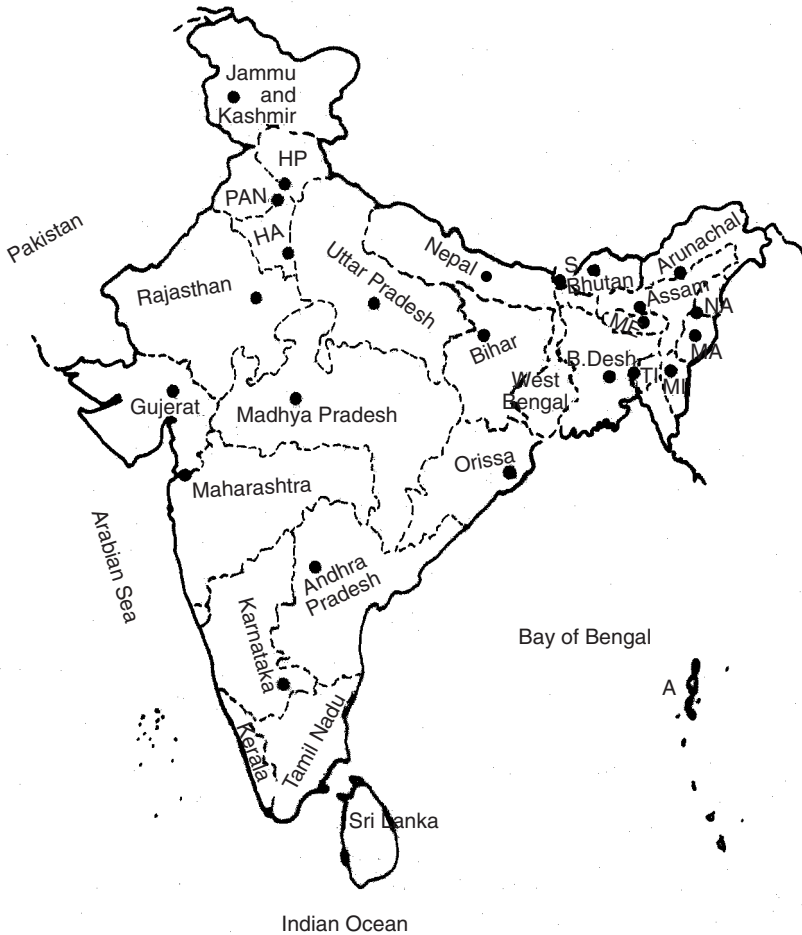 Jammu
and
Kashmir
HP
PAN
HA
Pakistan
Rajasthan
Uttar Pradesh
Nepal
S
Bhutan
Arunachal
Assam
NA
ME
MA
Bihar
B.Desh
TI
MI
West
Bengal
Gujerat
Madhya Pradesh
Orissa
Maharashtra
Arabian Sea
Andhra
Pradesh
Karnataka
Bay of Bengal
A
Kerala
Tamil Nadu
Sri Lanka
Indian Ocean